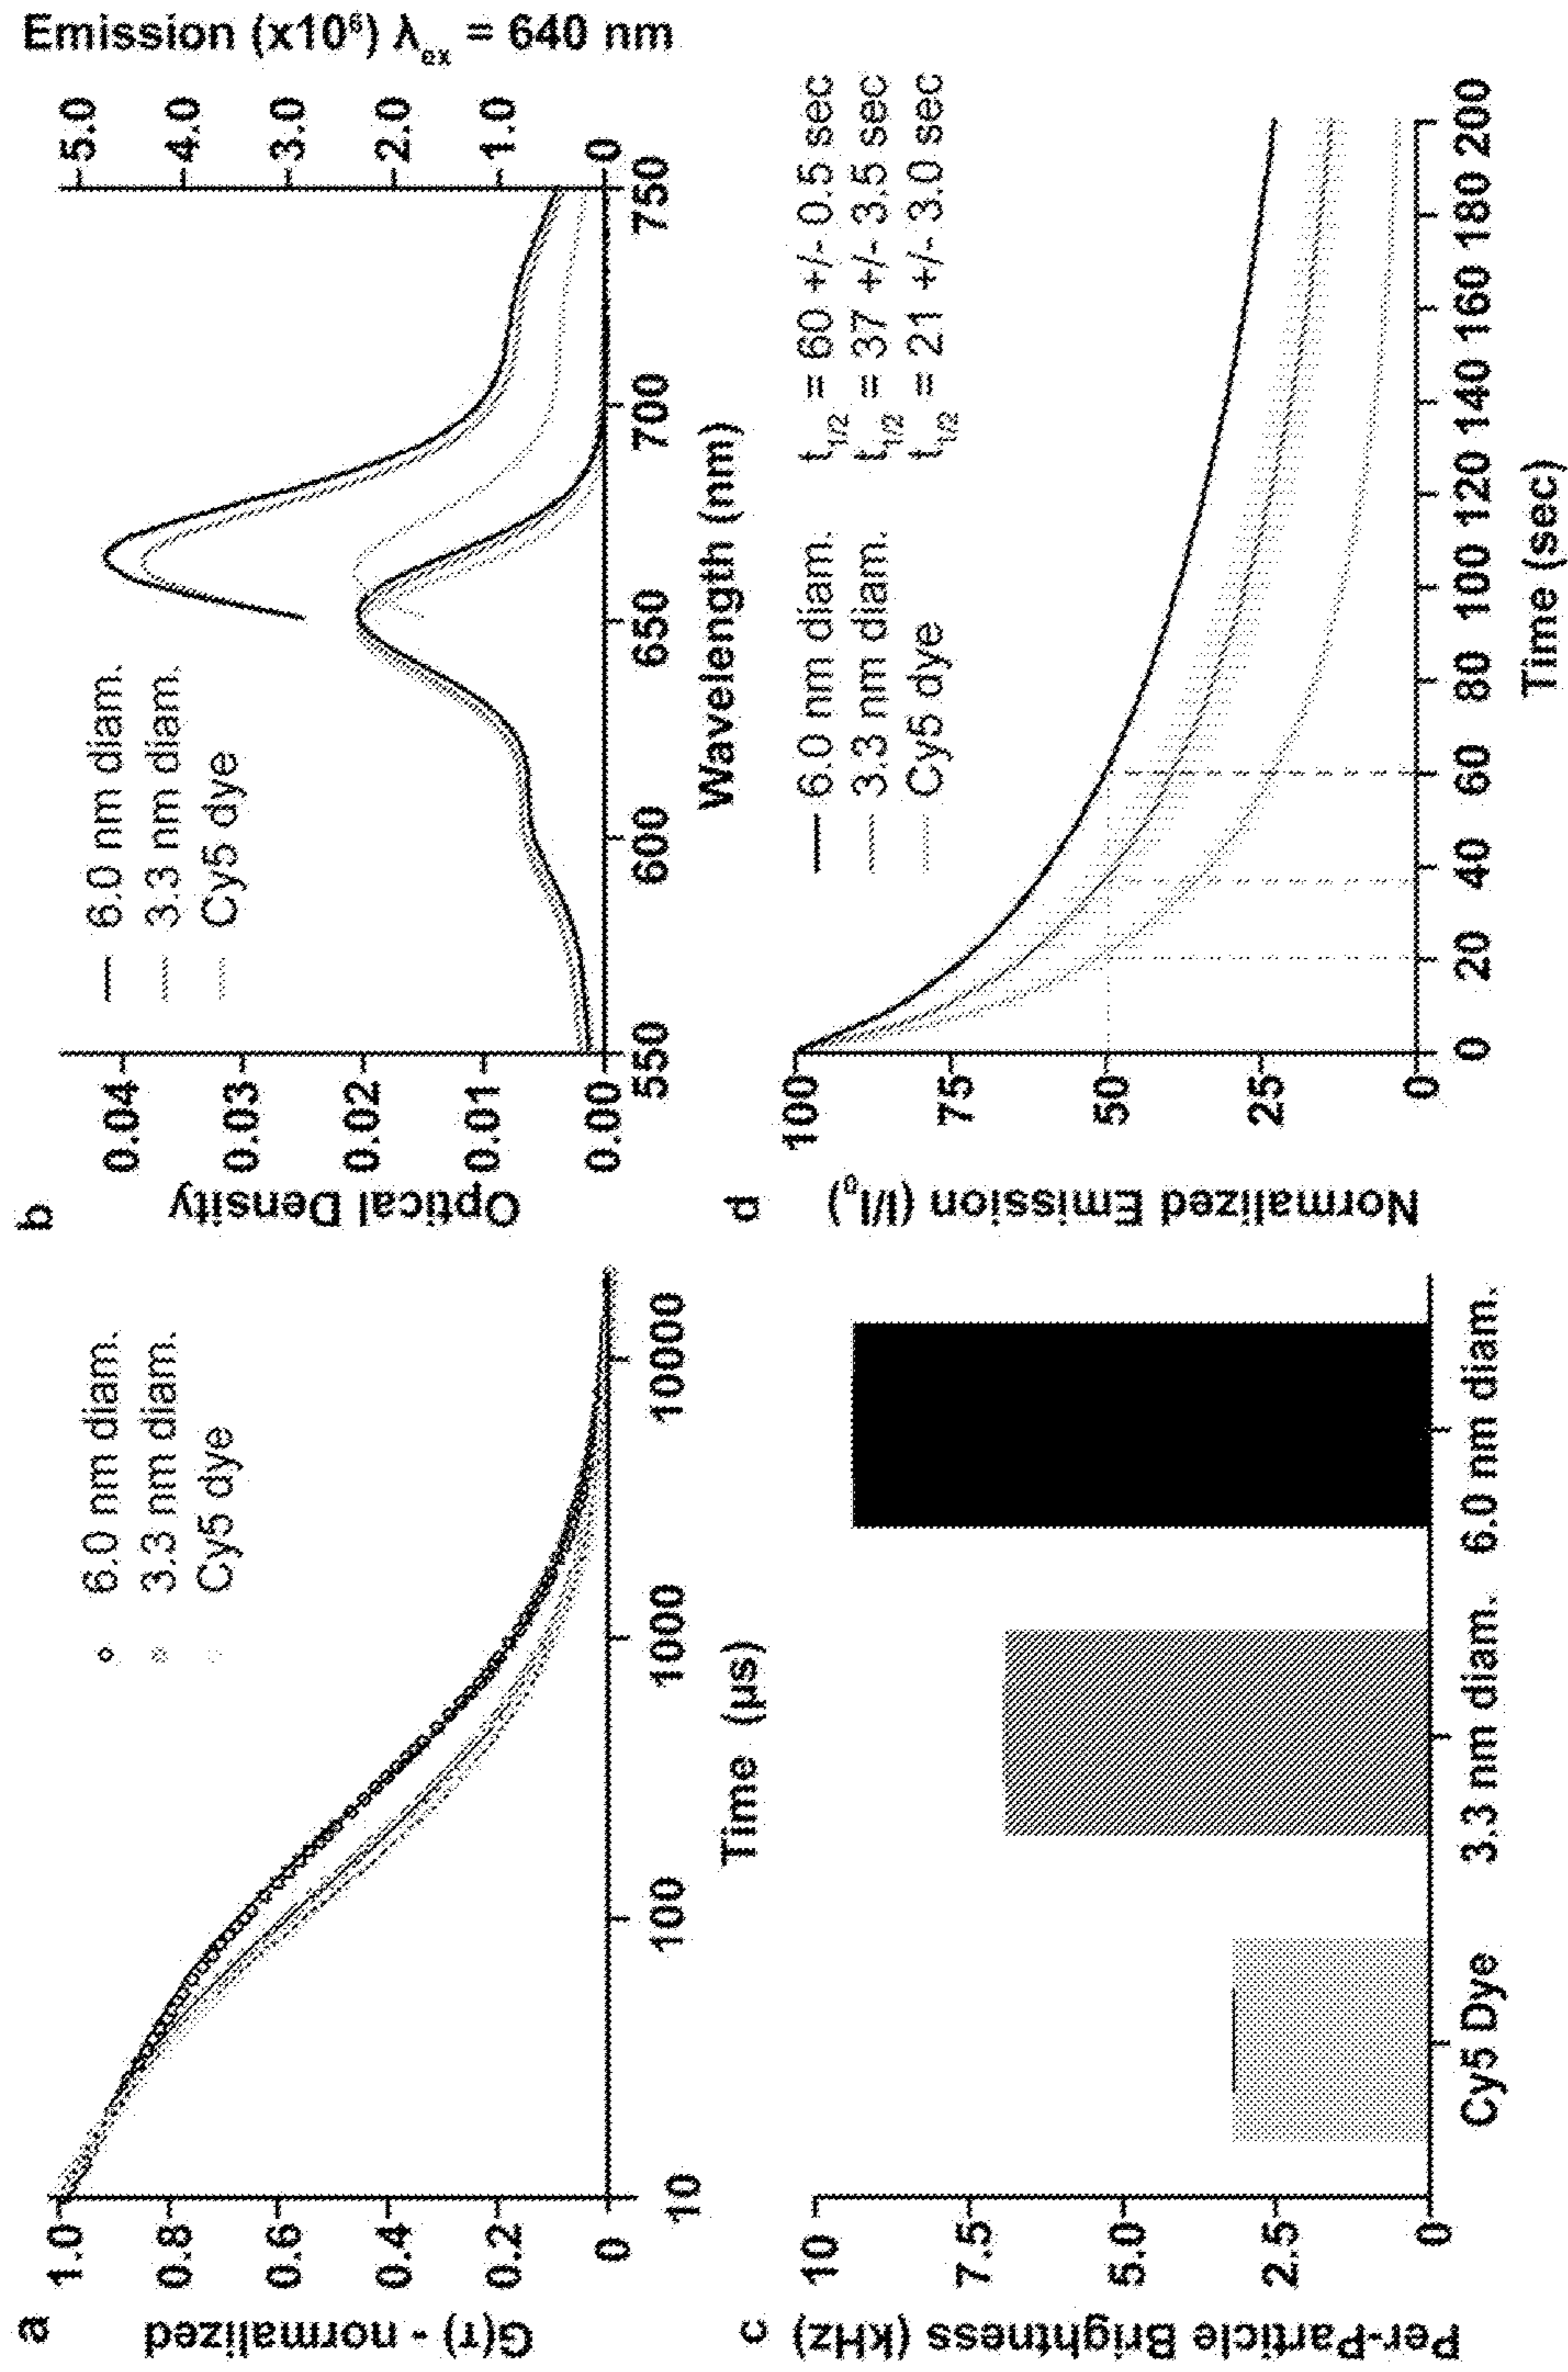 a
G(τ) - normalized
1.0
0.8
0.6
0.4
0.2
0
10
100
1000
10000
Time (µs)
6.0 nm diam.
3.3 nm diam.
Cy5 dye
b
Optical Density
0.04
0.03
0.02
0.01
0.00
550
600
650
700
750
Wavelength (nm)
6.0 nm diam.
3.3 nm diam.
Cy5 dye
5.0
4.0
3.0
2.0
1.0
0
Emission (x10⁶) λex = 640 nm
c
Per-Particle Brightness (kHz)
10
7.5
5.0
2.5
0
Cy5 Dye
3.3 nm diam.
6.0 nm diam.
d
Normalized Emission (I/I₀)
100
75
50
25
0
0 20 40 60 80 100 120 140 160 180 200
Time (sec)
6.0 nm diam. t1/2 = 60 +/- 0.5 sec
3.3 nm diam. t1/2 = 37 +/- 3.5 sec
Cy5 dye t1/2 = 21 +/- 3.0 sec